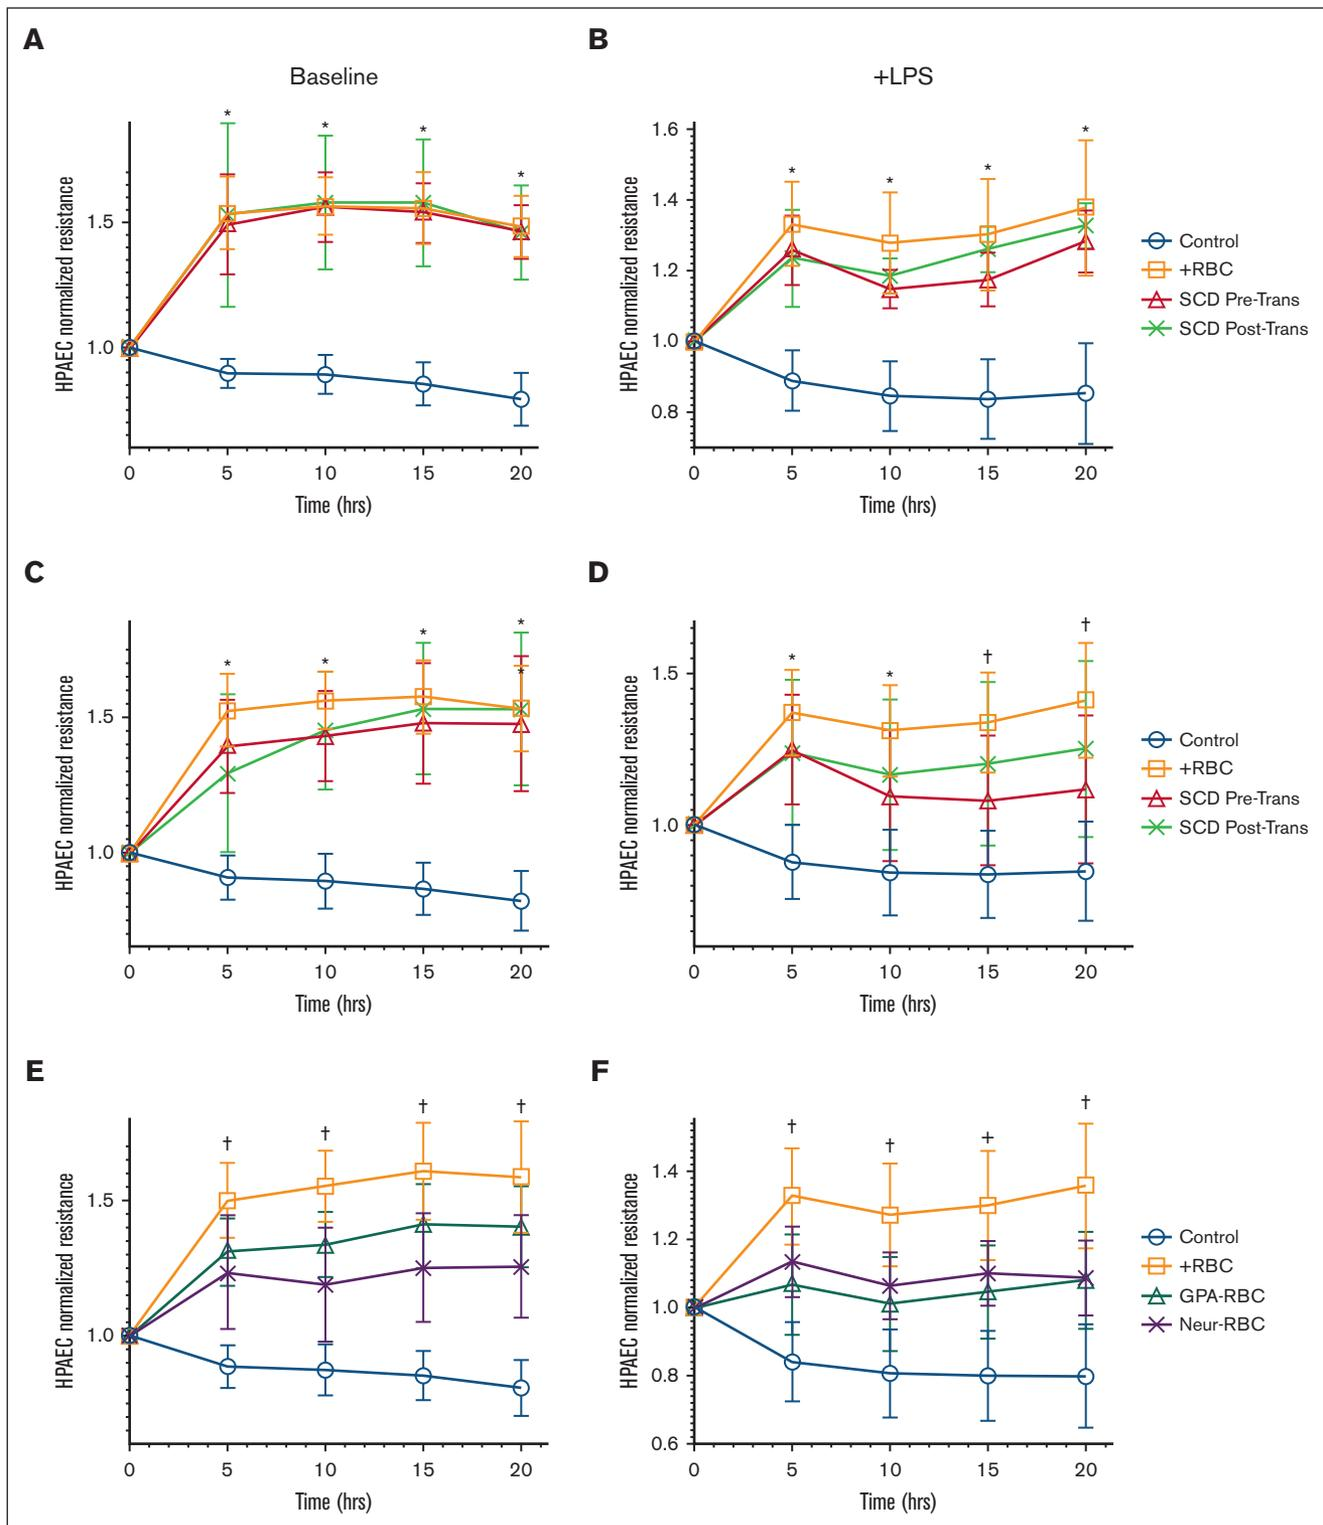 A
B
Baseline
+LPS
HPAEC normalized resistance
1.5
1.0
0 5 10 15 20
Time (hrs)
* * * *
HPAEC normalized resistance
1.6
1.4
1.2
1.0
0.8
0 5 10 15 20
Time (hrs)
* * * *
Control
+RBC
SCD Pre-Trans
SCD Post-Trans
C
D
HPAEC normalized resistance
1.5
1.0
0 5 10 15 20
Time (hrs)
* * * * *
HPAEC normalized resistance
1.5
1.0
0 5 10 15 20
Time (hrs)
* * † †
Control
+RBC
SCD Pre-Trans
SCD Post-Trans
E
F
HPAEC normalized resistance
1.5
1.0
0 5 10 15 20
Time (hrs)
† † † †
HPAEC normalized resistance
1.4
1.2
1.0
0.8
0.6
0 5 10 15 20
Time (hrs)
† † + †
Control
+RBC
GPA-RBC
Neur-RBC